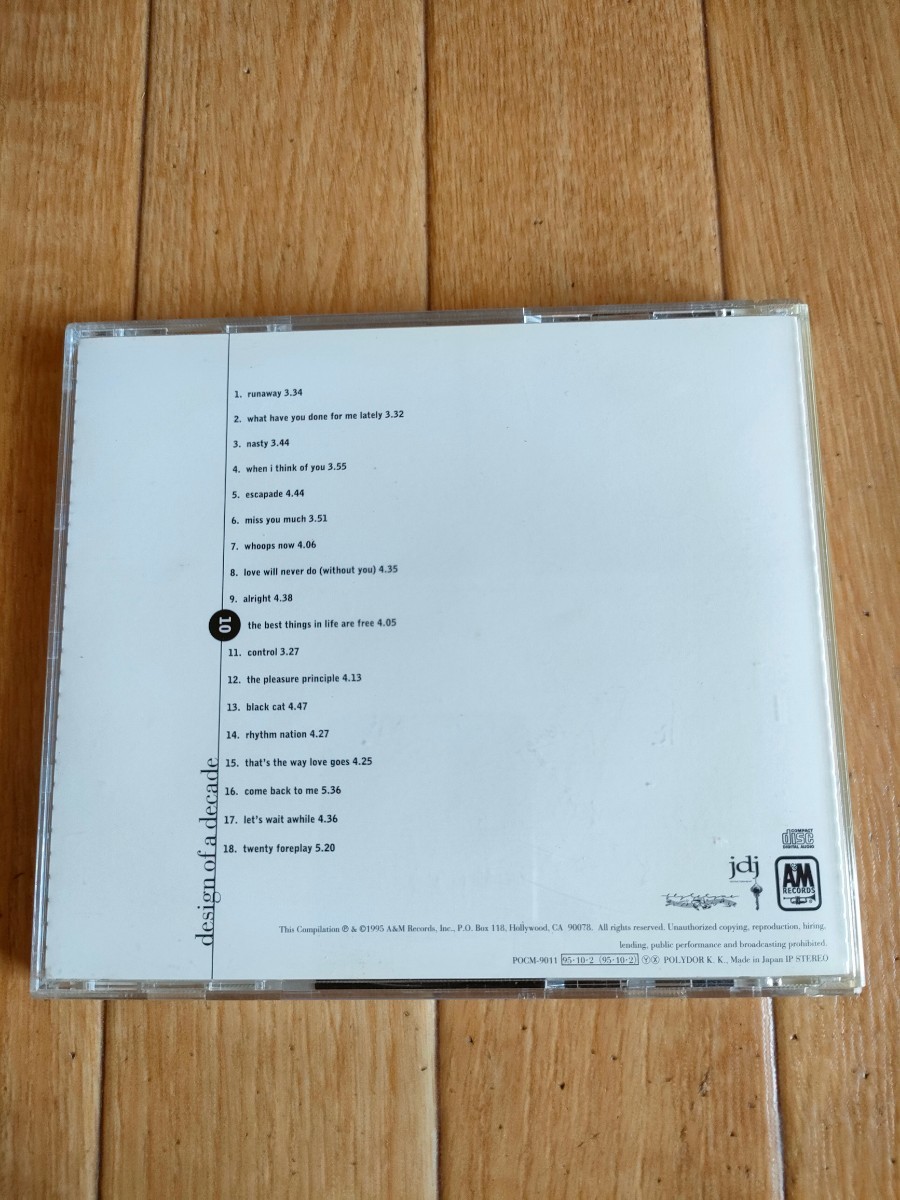 1. runaway 3.34
2. what have you done for me lately 3.32
3. nasty 3.44
4. when i think of you 3.55
5. escapade 4.44
6. miss you much 3.51
7. whoops now 4.06
8. love will never do (without you) 4.35
9. alright 4.38
10 the best things in life are free 4.05
11. control 3.27
12. the pleasure principle 4.13
13. black cat 4.47
14. rhythm nation 4.27
15. that's the way love goes 4.25
16. come back to me 5.36
17. let's wait awhile 4.36
18. twenty foreplay 5.20
design of a decade
COMPACT
disc
DIGITAL AUDIO
jdj
AM
RECORDS
This Compilation ℗ & ©1995 A&M Records, Inc., P.O. Box 118, Hollywood, CA 90078. All rights reserved. Unauthorized copying, reproduction, hiring,
lending, public performance and broadcasting prohibited.
POCM-9011 95·10·2 (95·10·2) Ⓨ Ⓧ POLYDOR K. K., Made in Japan IP STEREO